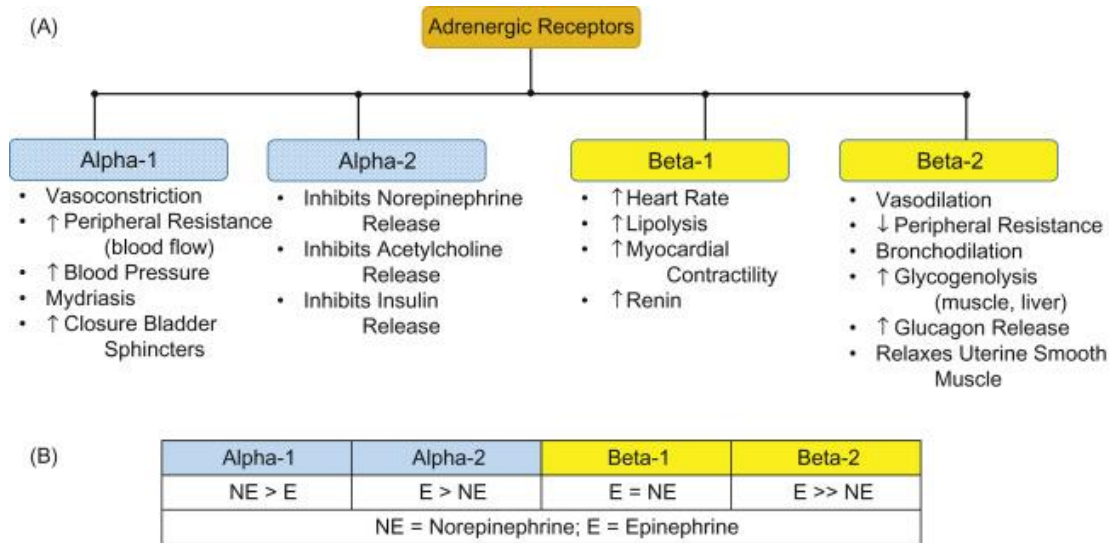 (A)
Adrenergic Receptors
Alpha-1
• Vasoconstriction
• ↑ Peripheral Resistance
(blood flow)
• ↑ Blood Pressure
• Mydriasis
• ↑ Closure Bladder
Sphincters
Alpha-2
• Inhibits Norepinephrine
Release
• Inhibits Acetylcholine
Release
• Inhibits Insulin
Release
Beta-1
• ↑ Heart Rate
• ↑ Lipolysis
• ↑ Myocardial
Contractility
• ↑ Renin
Beta-2
• Vasodilation
• ↓ Peripheral Resistance
• Bronchodilation
• ↑ Glycogenolysis
(muscle, liver)
• ↑ Glucagon Release
• Relaxes Uterine Smooth
Muscle
(B)
Alpha-1 Alpha-2 Beta-1 Beta-2
NE > E E > NE E = NE E >> NE
NE = Norepinephrine; E = Epinephrine